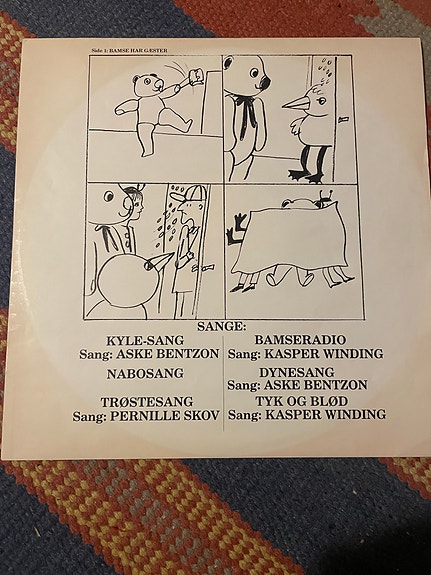 Side 1: BAMSE HAR GÆSTER
SANGE:
KYLE-SANG
Sang: ASKE BENTZON
NABOSANG
TRØSTESANG
Sang: PERNILLE SKOV
BAMSERADIO
Sang: KASPER WINDING
DYNESANG
Sang: ASKE BENTZON
TYK OG BLØD
Sang: KASPER WINDING